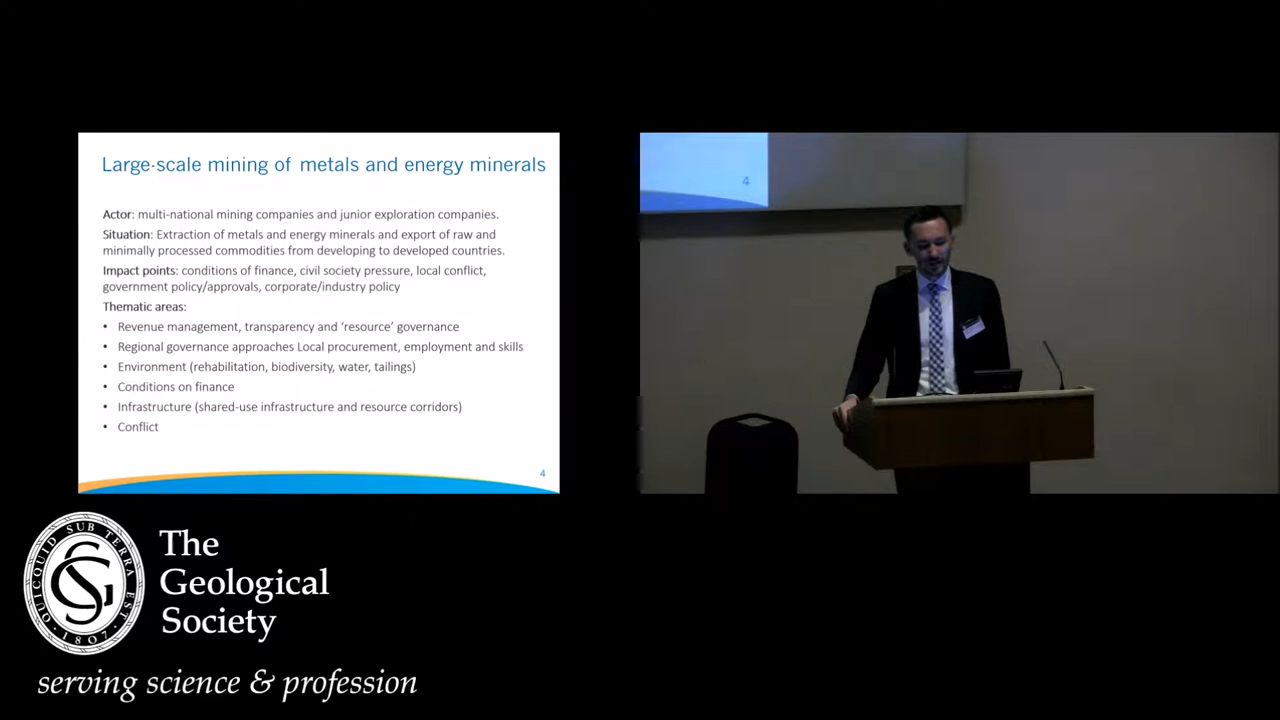 Large-scale mining of metals and energy minerals
Actor: multi-national mining companies and junior exploration companies.
Situation: Extraction of metals and energy minerals and export of raw and
minimally processed commodities from developing to developed countries.
Impact points: conditions of finance, civil society pressure, local conflict,
government policy/approvals, corporate/industry policy
Thematic areas:
• Revenue management, transparency and ‘resource’ governance
• Regional governance approaches Local procurement, employment and skills
• Environment (rehabilitation, biodiversity, water, tailings)
• Conditions on finance
• Infrastructure (shared-use infrastructure and resource corridors)
• Conflict
4
4
QUICQUID SUB TERRA EST
GS
· 1807 ·
The
Geological
Society
serving science & profession